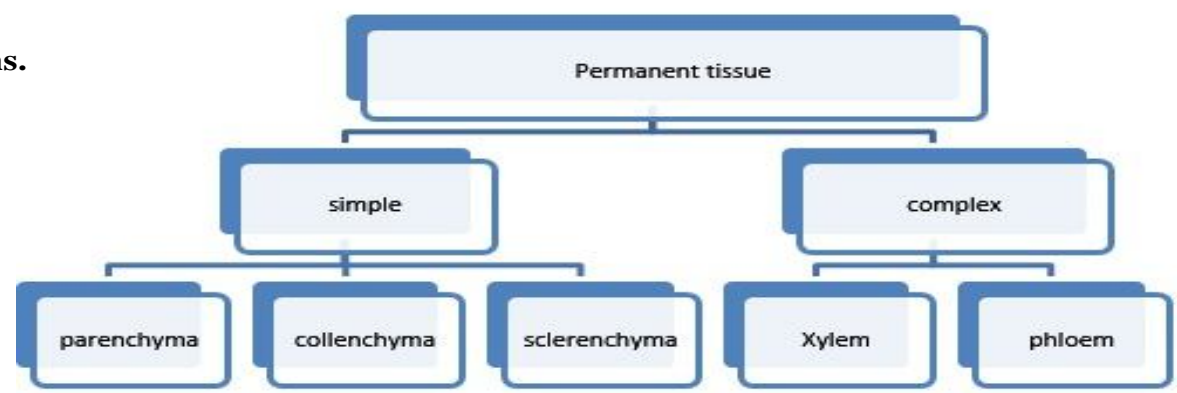 Permanent tissue
simple
complex
parenchyma
collenchyma
sclerenchyma
Xylem
phloem